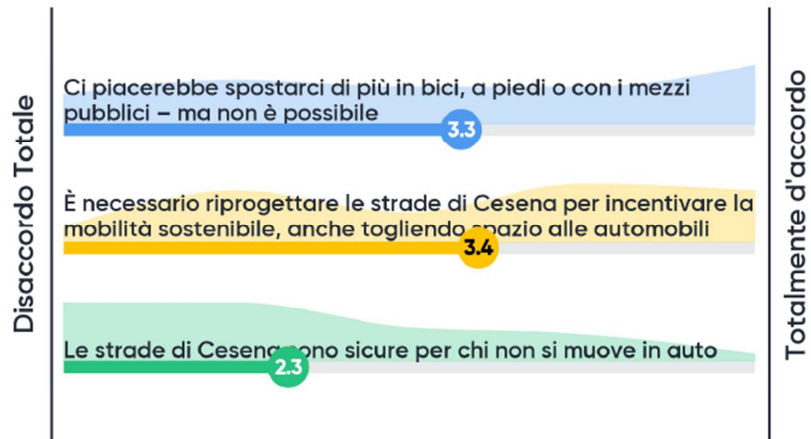 Disaccordo Totale
Ci piacerebbe spostarci di più in bici, a piedi o con i mezzi
pubblici – ma non è possibile
3.3
È necessario riprogettare le strade di Cesena per incentivare la
mobilità sostenibile, anche togliendo spazio alle automobili
3.4
Le strade di Cesena sono sicure per chi non si muove in auto
2.3
Totalmente d'accordo